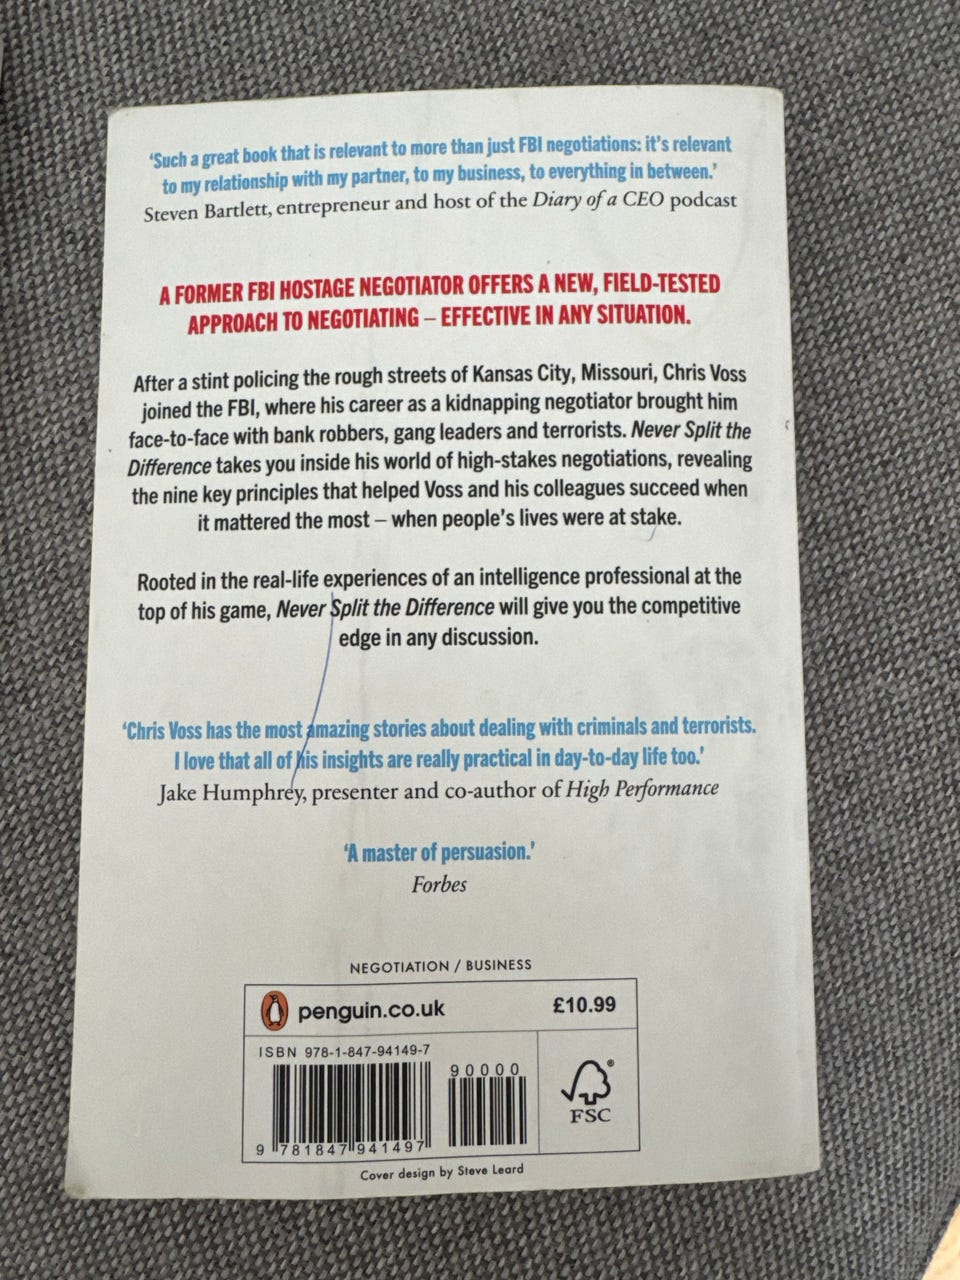 ‘Such a great book that is relevant to more than just FBI negotiations: it’s relevant
to my relationship with my partner, to my business, to everything in between.’
Steven Bartlett, entrepreneur and host of the Diary of a CEO podcast
A FORMER FBI HOSTAGE NEGOTIATOR OFFERS A NEW, FIELD-TESTED
APPROACH TO NEGOTIATING – EFFECTIVE IN ANY SITUATION.
After a stint policing the rough streets of Kansas City, Missouri, Chris Voss
joined the FBI, where his career as a kidnapping negotiator brought him
face-to-face with bank robbers, gang leaders and terrorists. Never Split the
Difference takes you inside his world of high-stakes negotiations, revealing
the nine key principles that helped Voss and his colleagues succeed when
it mattered the most – when people’s lives were at stake.
Rooted in the real-life experiences of an intelligence professional at the
top of his game, Never Split the Difference will give you the competitive
edge in any discussion.
‘Chris Voss has the most amazing stories about dealing with criminals and terrorists.
I love that all of his insights are really practical in day-to-day life too.’
Jake Humphrey, presenter and co-author of High Performance
‘A master of persuasion.’
Forbes
NEGOTIATION / BUSINESS
penguin.co.uk £10.99
ISBN 978-1-847-94149-7
90000
9 781847 941497
FSC
Cover design by Steve Leard